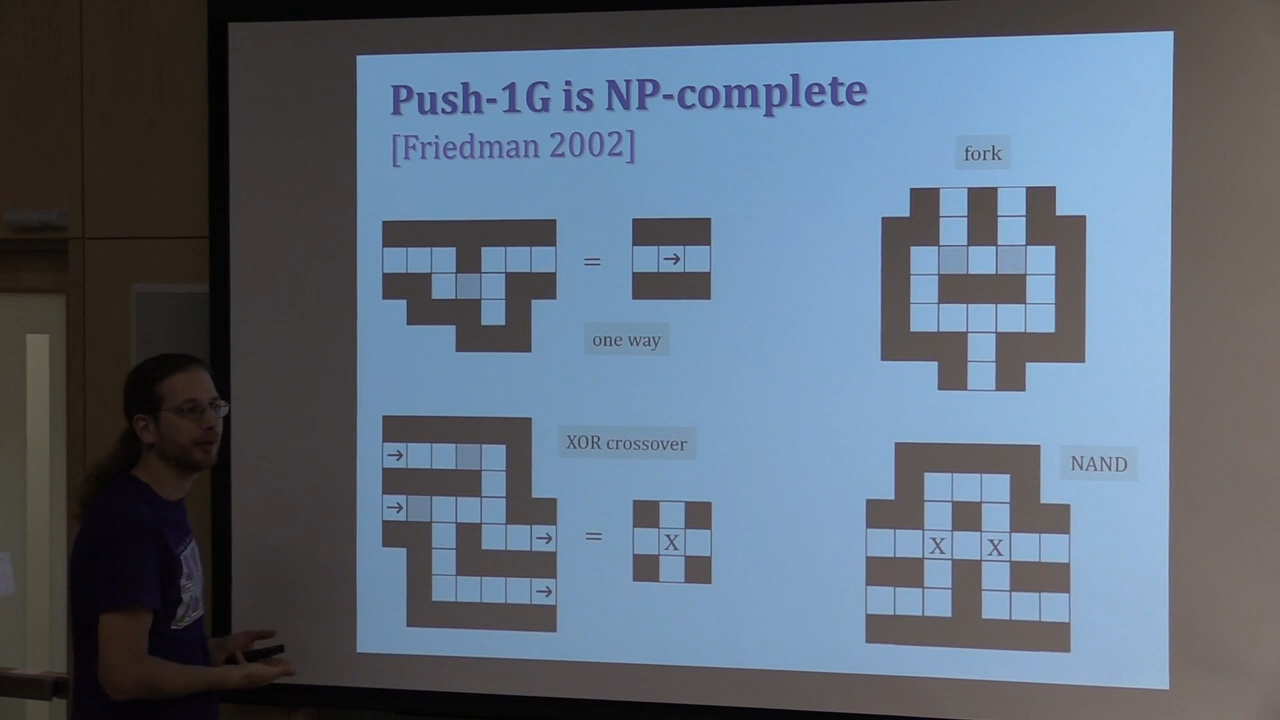 Push-1G is NP-complete
[Friedman 2002]
fork
=
→
one way
XOR crossover
→
→
→
→
=
X
NAND
X X